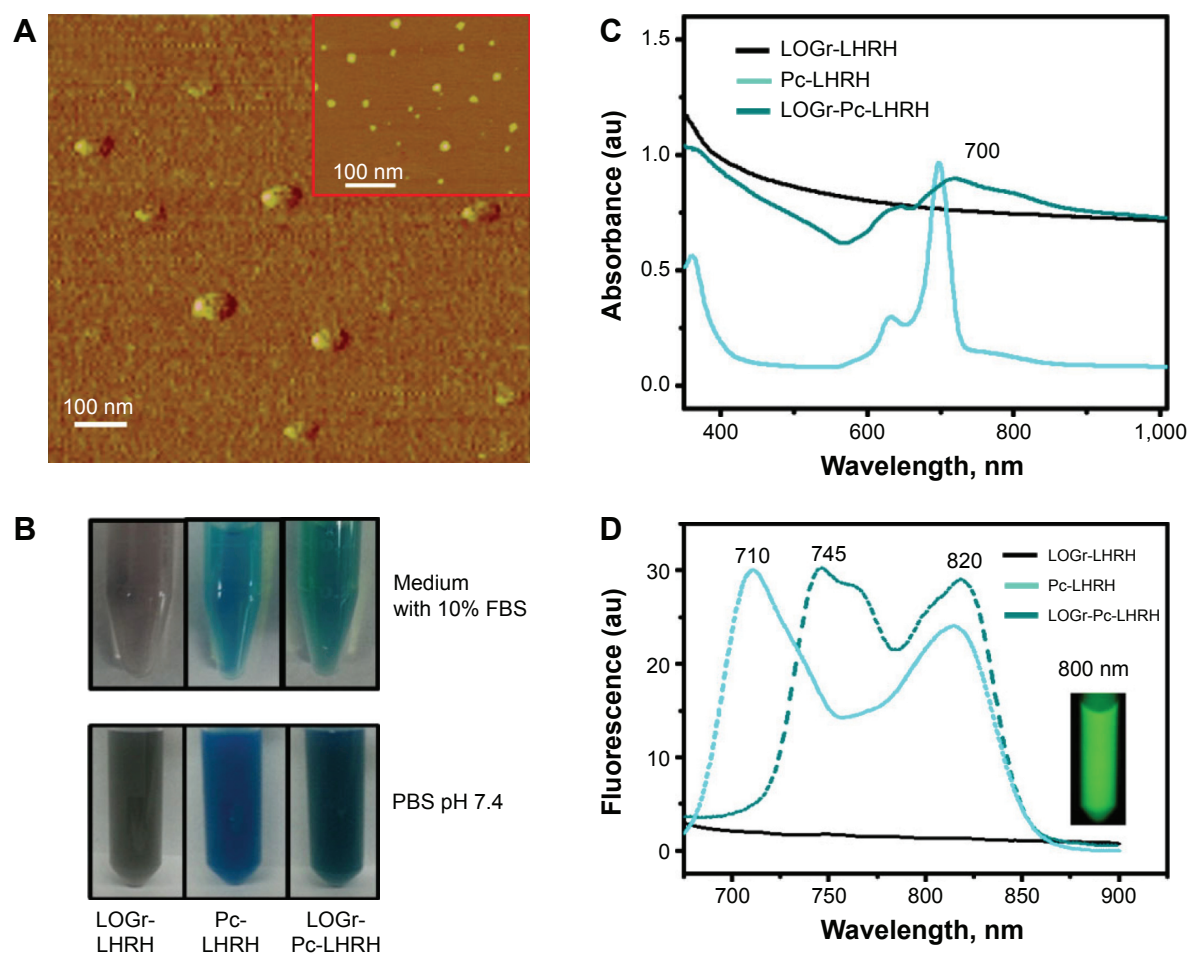 A
100 nm
100 nm
B
Medium
with 10% FBS
PBS pH 7.4
LOGr-
LHRH
Pc-
LHRH
LOGr-
Pc-LHRH
C
LOGr-LHRH
Pc-LHRH
LOGr-Pc-LHRH
700
1.5
1.0
0.5
0.0
Absorbance (au)
400
600
800
1,000
Wavelength, nm
D
710
745
820
LOGr-LHRH
Pc-LHRH
LOGr-Pc-LHRH
800 nm
30
20
10
0
Fluorescence (au)
700
750
800
850
900
Wavelength, nm